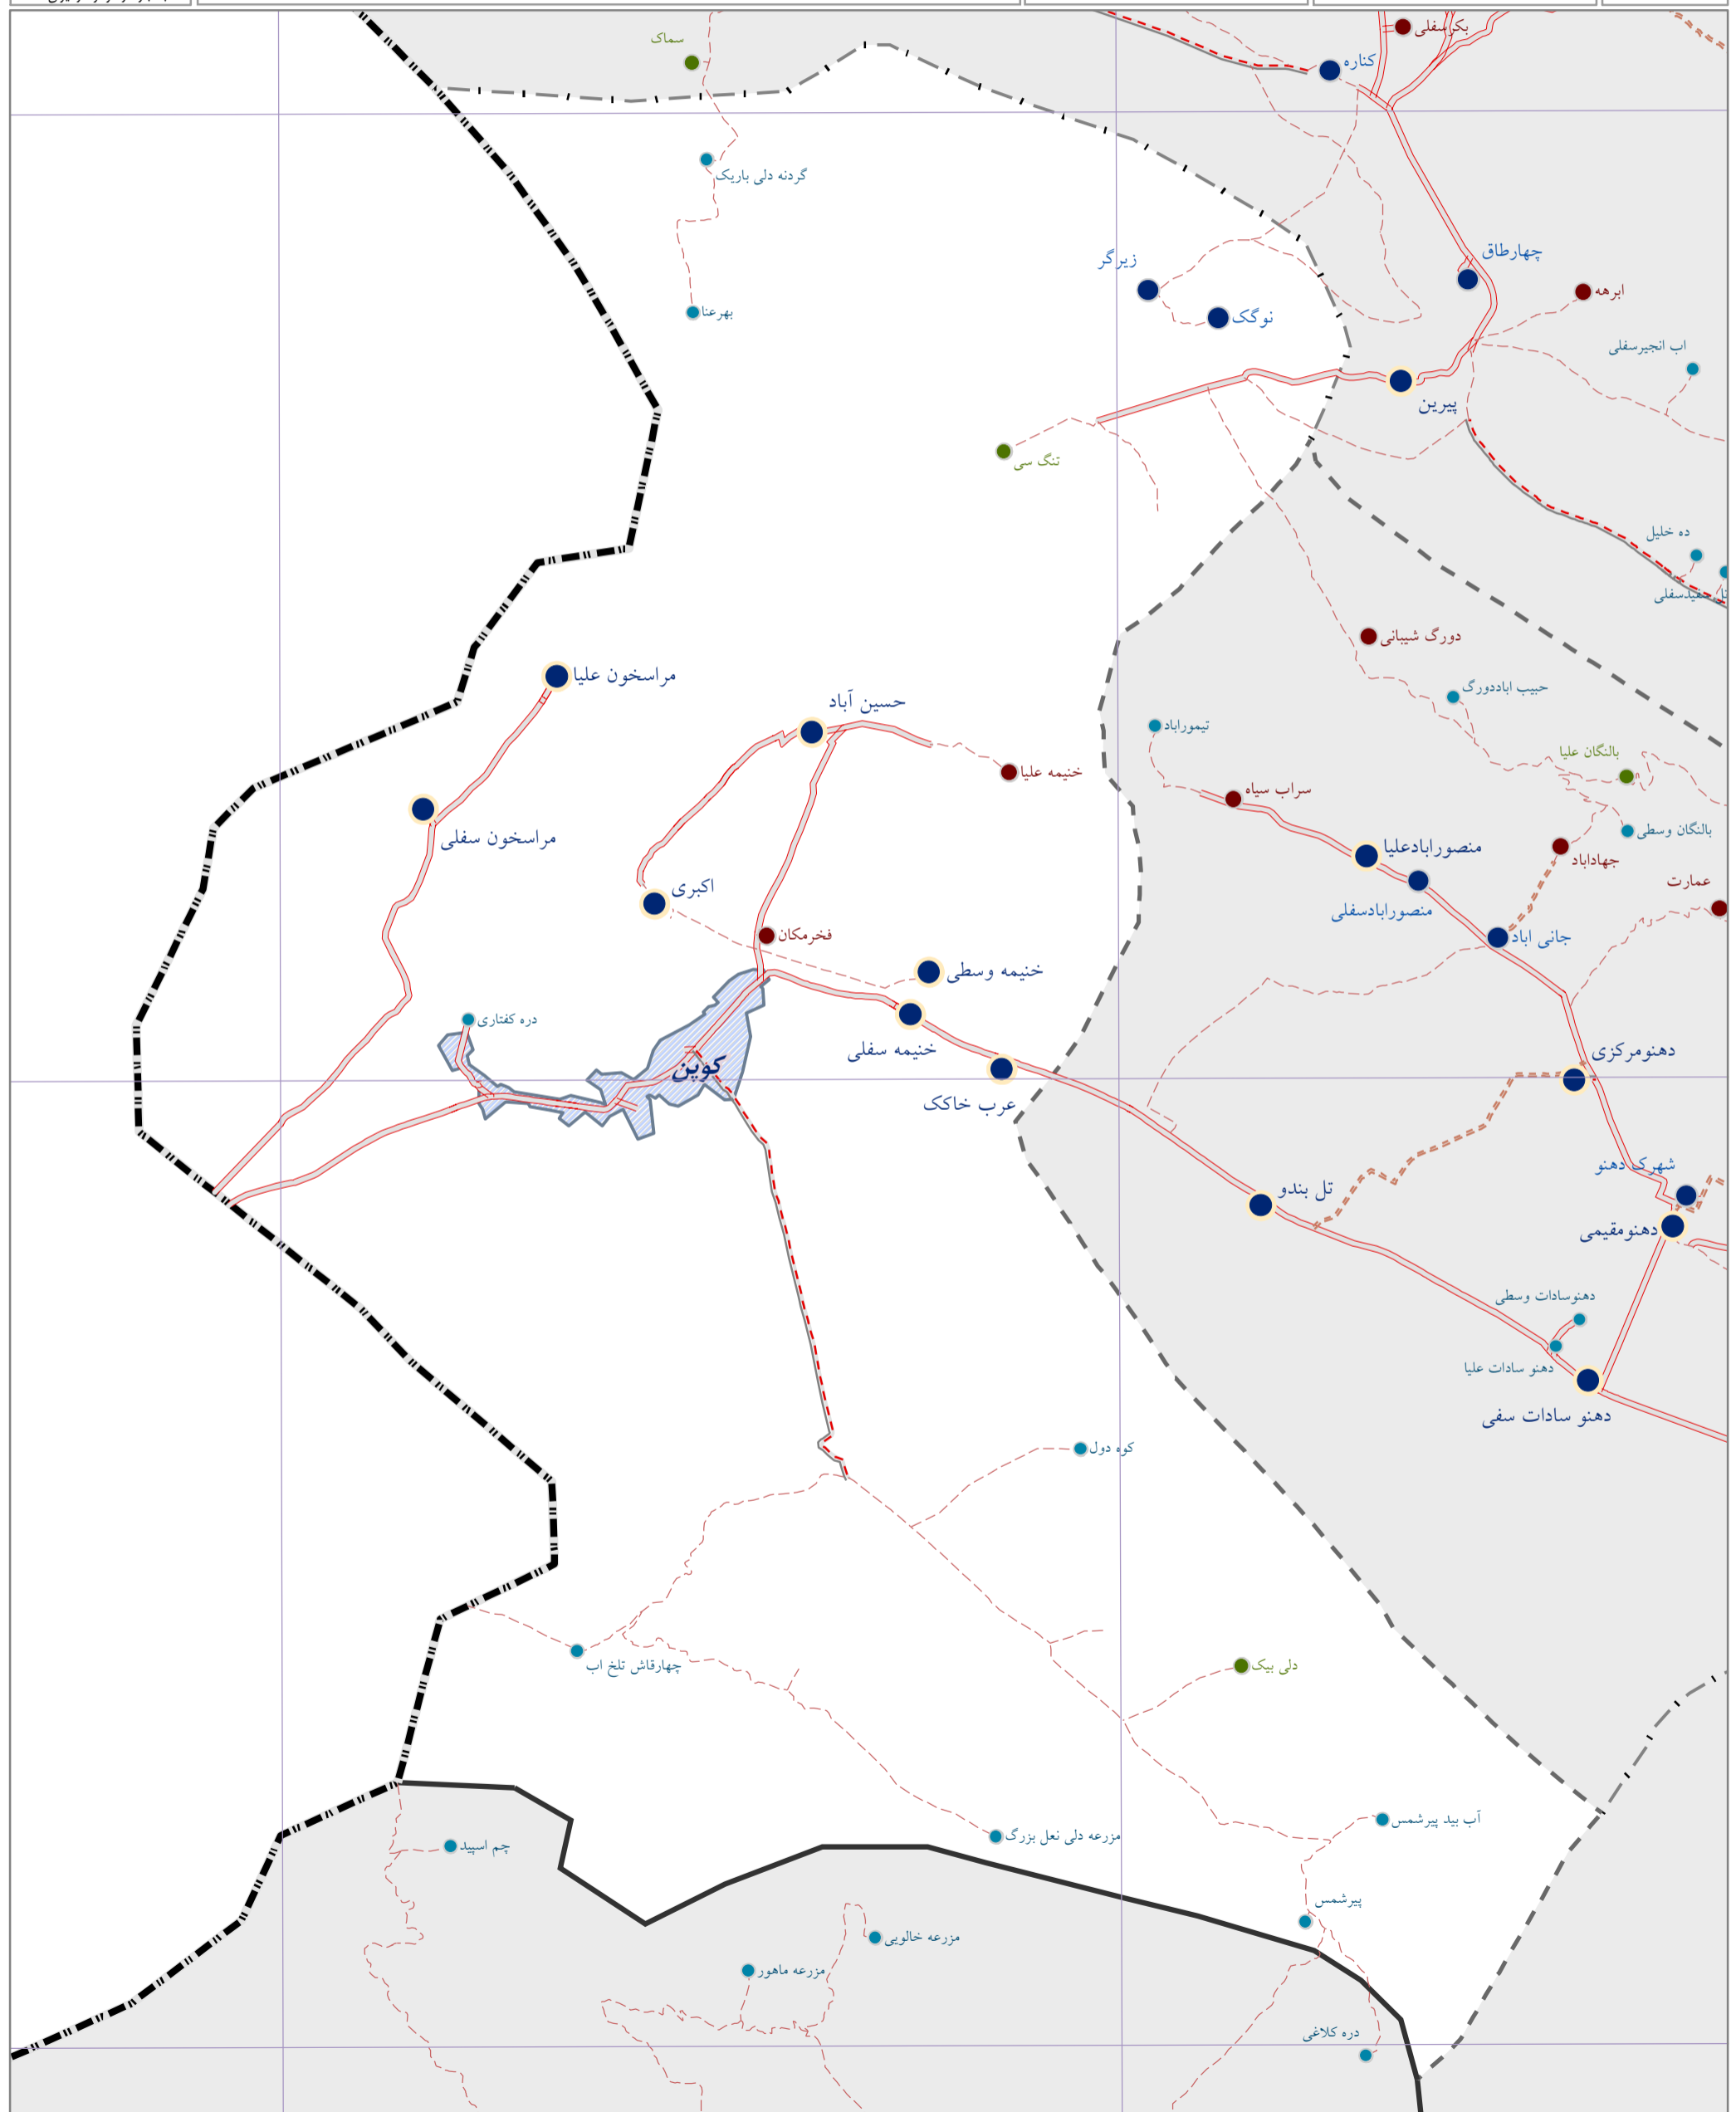 بکرسفلی
سماک
کناره
گردنه دلی باریک
چهارطاق
زیرگر
ابرهه
بهرعنا
نوگک
اب انجیرسفلی
پیرین
تنگ سی
ده خلیل
دورگ شیبانی
مراسخون علیا
حبیب اباددورگ
حسین آباد
تیموراباد
بالنگان علیا
خنیمه علیا
سراب سیاه
بالنگان وسطی
مراسخون سفلی
منصورابادعلیا
جهاداباد
اکبری
عمارت
منصورابادسفلی
فخرمکان
جانی اباد
خنیمه وسطی
دره کفتاری
خنیمه سفلی
دهنومرکزی
کوپن
عرب خاکک
شهرک دهنو
تل بندو
دهنومقیمی
دهنوسادات وسطی
دهنو سادات علیا
دهنو سادات سفی
کوه دول
چهارقاش تلخ اب
دلی بیک
آب بید پیرشمس
مزرعه دلی نعل بزرگ
چم اسپید
پیرشمس
مزرعه خالویی
مزرعه ماهور
دره کلاغی